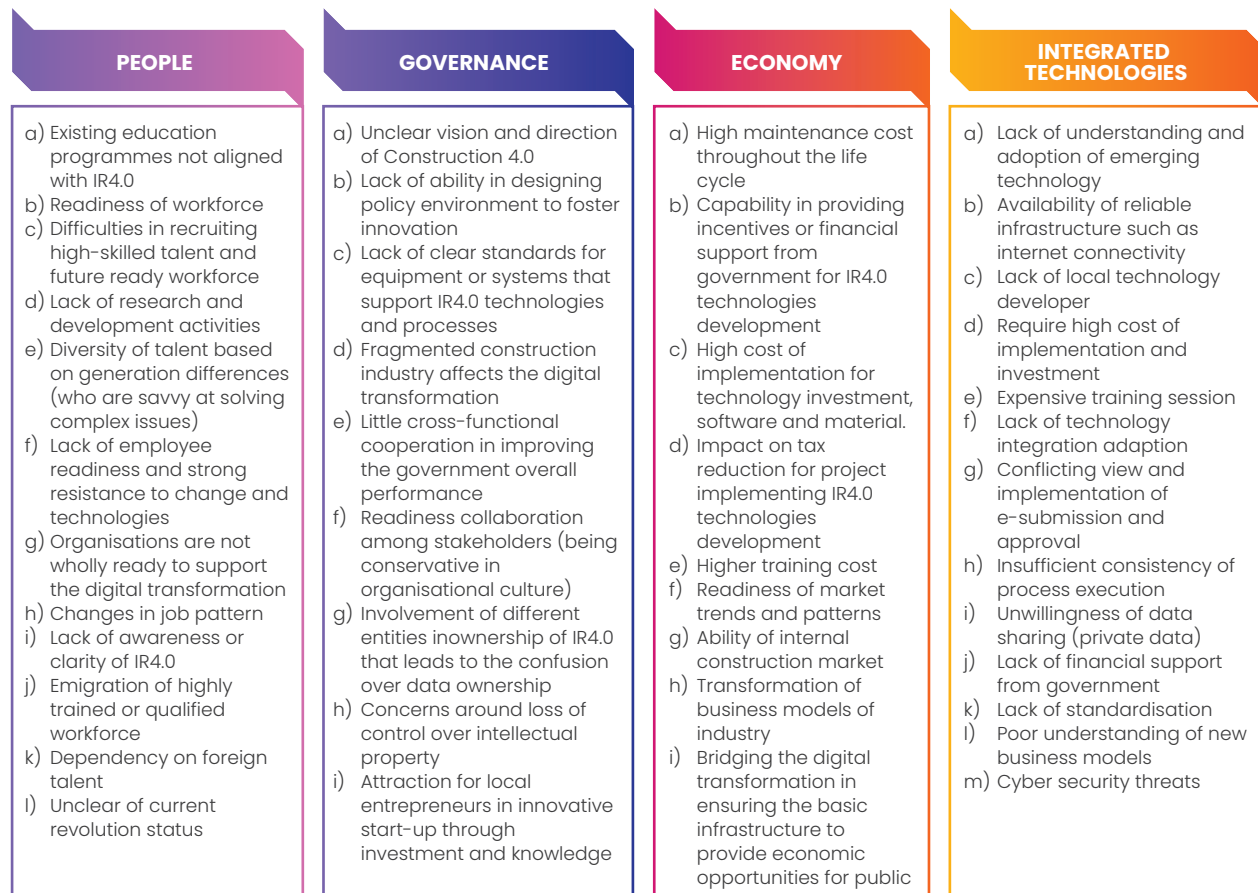 PEOPLE
a) Existing education
programmes not aligned
with IR4.0
b) Readiness of workforce
c) Difficulties in recruiting
high-skilled talent and
future ready workforce
d) Lack of research and
development activities
e) Diversity of talent based
on generation differences
(who are savvy at solving
complex issues)
f) Lack of employee
readiness and strong
resistance to change and
technologies
g) Organisations are not
wholly ready to support
the digital transformation
h) Changes in job pattern
i) Lack of awareness or
clarity of IR4.0
j) Emigration of highly
trained or qualified
workforce
k) Dependency on foreign
talent
l) Unclear of current
revolution status
GOVERNANCE
a) Unclear vision and direction
of Construction 4.0
b) Lack of ability in designing
policy environment to foster
innovation
c) Lack of clear standards for
equipment or systems that
support IR4.0 technologies
and processes
d) Fragmented construction
industry affects the digital
transformation
e) Little cross-functional
cooperation in improving
the government overall
performance
f) Readiness collaboration
among stakeholders (being
conservative in
organisational culture)
g) Involvement of different
entities inownership of IR4.0
that leads to the confusion
over data ownership
h) Concerns around loss of
control over intellectual
property
i) Attraction for local
entrepreneurs in innovative
start-up through
investment and knowledge
ECONOMY
a) High maintenance cost
throughout the life
cycle
b) Capability in providing
incentives or financial
support from
government for IR4.0
technologies
development
c) High cost of
implementation for
technology investment,
software and material.
d) Impact on tax
reduction for project
implementing IR4.0
technologies
development
e) Higher training cost
f) Readiness of market
trends and patterns
g) Ability of internal
construction market
h) Transformation of
business models of
industry
i) Bridging the digital
transformation in
ensuring the basic
infrastructure to
provide economic
opportunities for public
INTEGRATED
TECHNOLOGIES
a) Lack of understanding and
adoption of emerging
technology
b) Availability of reliable
infrastructure such as
internet connectivity
c) Lack of local technology
developer
d) Require high cost of
implementation and
investment
e) Expensive training session
f) Lack of technology
integration adaption
g) Conflicting view and
implementation of
e-submission and
approval
h) Insufficient consistency of
process execution
i) Unwillingness of data
sharing (private data)
j) Lack of financial support
from government
k) Lack of standardisation
l) Poor understanding of new
business models
m) Cyber security threats